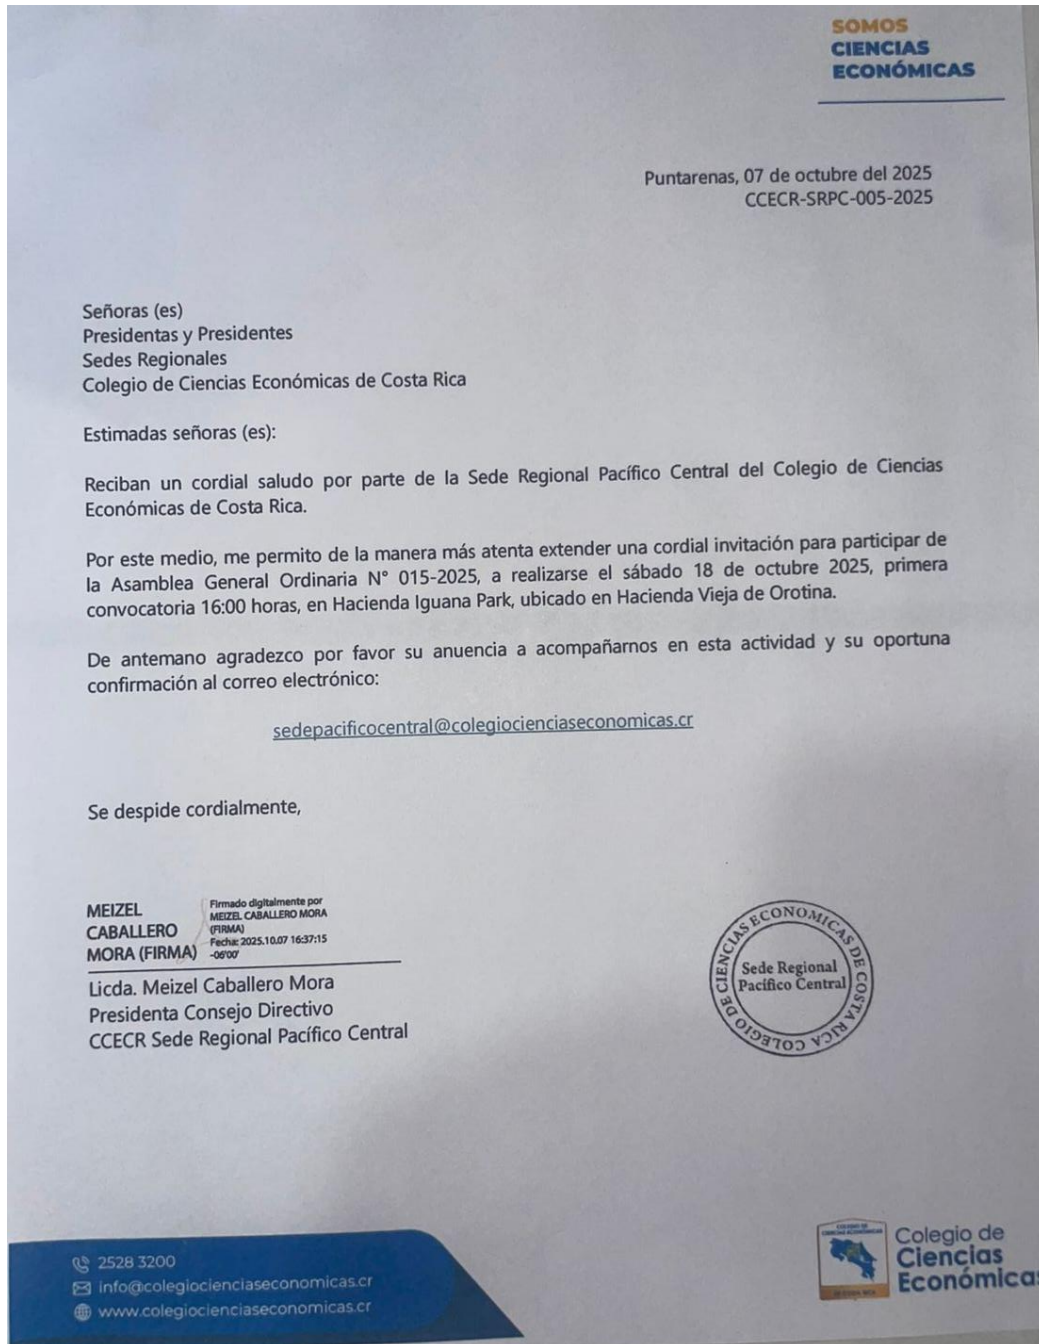 SOMOS
CIENCIAS
ECONÓMICAS
Puntarenas, 07 de octubre del 2025
CCECR-SRPC-005-2025
Señoras (es)
Presidentas y Presidentes
Sedes Regionales
Colegio de Ciencias Económicas de Costa Rica
Estimadas señoras (es):
Reciban un cordial saludo por parte de la Sede Regional Pacífico Central del Colegio de Ciencias
Económicas de Costa Rica.
Por este medio, me permito de la manera más atenta extender una cordial invitación para participar de
la Asamblea General Ordinaria N° 015-2025, a realizarse el sábado 18 de octubre 2025, primera
convocatoria 16:00 horas, en Hacienda Iguana Park, ubicado en Hacienda Vieja de Orotina.
De antemano agradezco por favor su anuencia a acompañarnos en esta actividad y su oportuna
confirmación al correo electrónico:
sedepacificocentral@colegiocienciaseconomicas.cr
Se despide cordialmente,
MEIZEL
CABALLERO
MORA (FIRMA)
Firmado digitalmente por
MEIZEL CABALLERO MORA
(FIRMA)
Fecha: 2025.10.07 16:37:15
-06'00'
Licda. Meizel Caballero Mora
Presidenta Consejo Directivo
CCECR Sede Regional Pacífico Central
COLEGIO DE CIENCIAS ECONOMICAS DE COSTA RICA
Sede Regional
Pacífico Central
2528 3200
info@colegiocienciaseconomicas.cr
www.colegiocienciaseconomicas.cr
Colegio de
Ciencias
Económicas